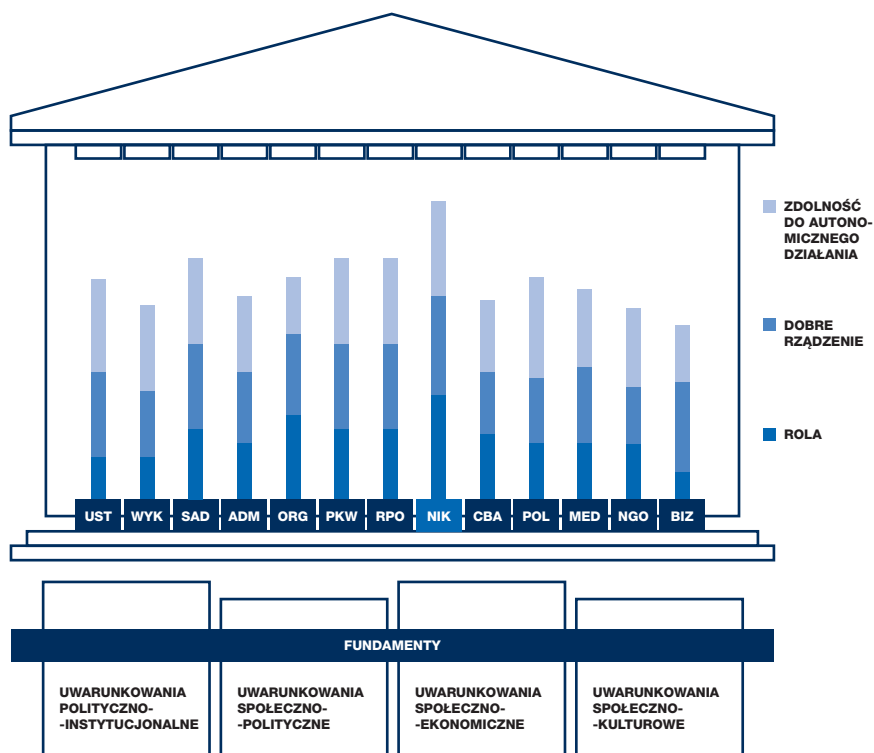 ZDOLNOŚĆ
DO AUTONO-
MICZNEGO
DZIAŁANIA
DOBRE
RZĄDZENIE
ROLA
UST WYK SAD ADM ORG PKW RPO NIK CBA POL MED NGO BIZ
FUNDAMENTY
UWARUNKOWANIA
POLITYCZNO-
-INSTYTUCJONALNE
UWARUNKOWANIA
SPOŁECZNO-
-POLITYCZNE
UWARUNKOWANIA
SPOŁECZNO-
-EKONOMICZNE
UWARUNKOWANIA
SPOŁECZNO-
-KULTUROWE